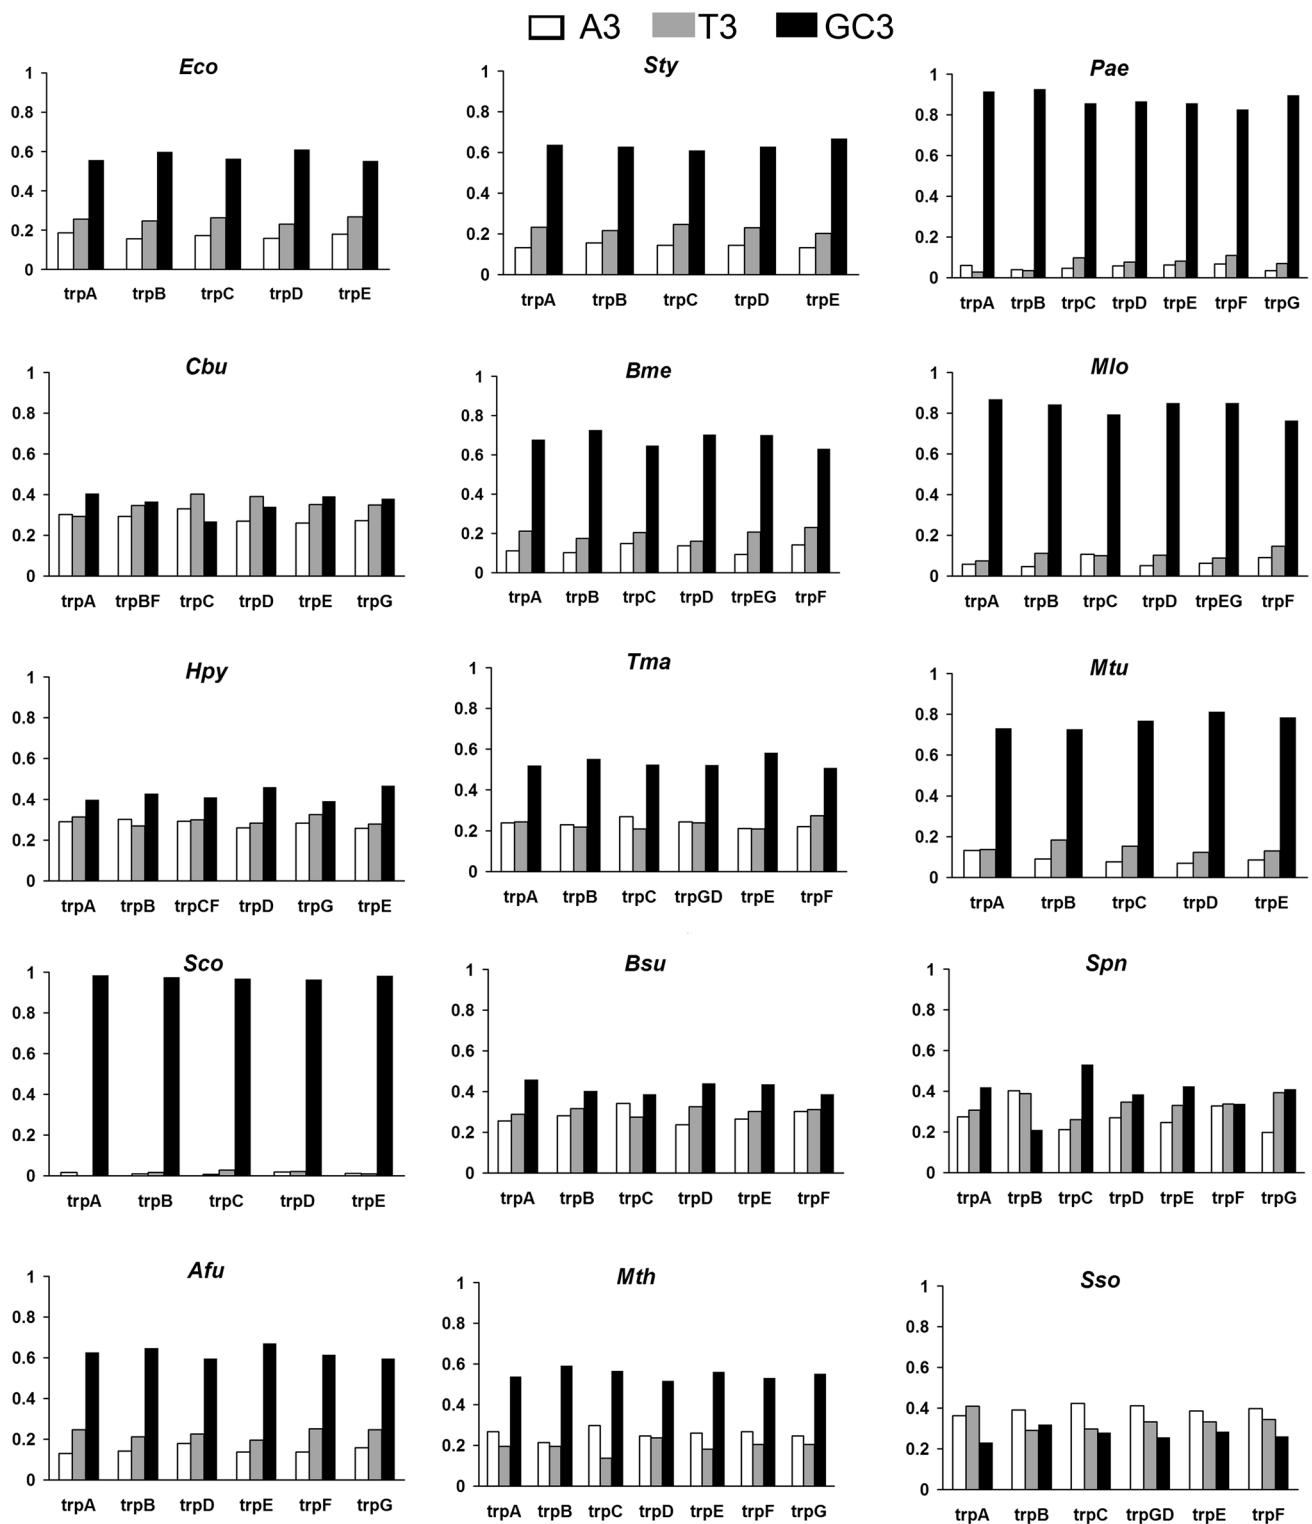 A3 T3 GC3
Eco
1
0.8
0.6
0.4
0.2
0
trpA trpB trpC trpD trpE
Sty
1
0.8
0.6
0.4
0.2
0
trpA trpB trpC trpD trpE
Pae
1
0.8
0.6
0.4
0.2
0
trpA trpB trpC trpD trpE trpF trpG
Cbu
1
0.8
0.6
0.4
0.2
0
trpA trpBF trpC trpD trpE trpG
Bme
1
0.8
0.6
0.4
0.2
0
trpA trpB trpC trpD trpEG trpF
Mlo
1
0.8
0.6
0.4
0.2
0
trpA trpB trpC trpD trpEG trpF
Hpy
1
0.8
0.6
0.4
0.2
0
trpA trpB trpCF trpD trpG trpE
Tma
1
0.8
0.6
0.4
0.2
0
trpA trpB trpC trpGD trpE trpF
Mtu
1
0.8
0.6
0.4
0.2
0
trpA trpB trpC trpD trpE
Sco
1
0.8
0.6
0.4
0.2
0
trpA trpB trpC trpD trpE
Bsu
1
0.8
0.6
0.4
0.2
0
trpA trpB trpC trpD trpE trpF
Spn
1
0.8
0.6
0.4
0.2
0
trpA trpB trpC trpD trpE trpF trpG
Afu
1
0.8
0.6
0.4
0.2
0
trpA trpB trpD trpE trpF trpG
Mth
1
0.8
0.6
0.4
0.2
0
trpA trpB trpC trpD trpE trpF trpG
Sso
1
0.8
0.6
0.4
0.2
0
trpA trpB trpC trpGD trpE trpF